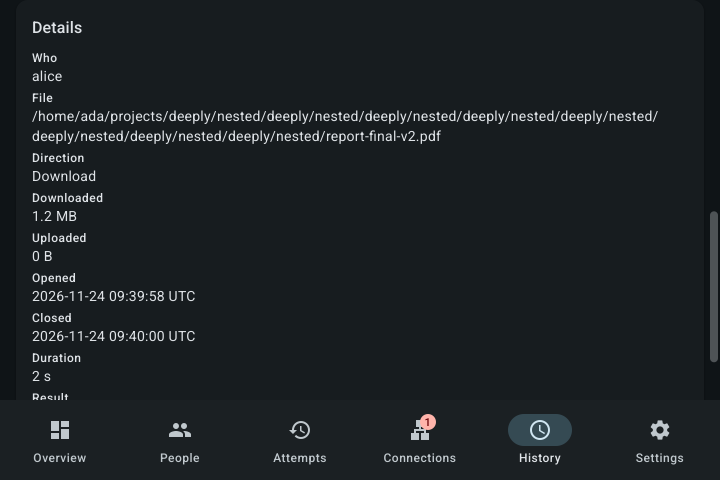 Details
Who
alice
File
/home/ada/projects/deeply/nested/deeply/nested/deeply/nested/deeply/nested/deeply/nested/
deeply/nested/deeply/nested/deeply/nested/report-final-v2.pdf
Direction
Download
Downloaded
1.2 MB
Uploaded
0 B
Opened
2026-11-24 09:39:58 UTC
Closed
2026-11-24 09:40:00 UTC
Duration
2 s
Result
1
Overview People Attempts Connections History Settings